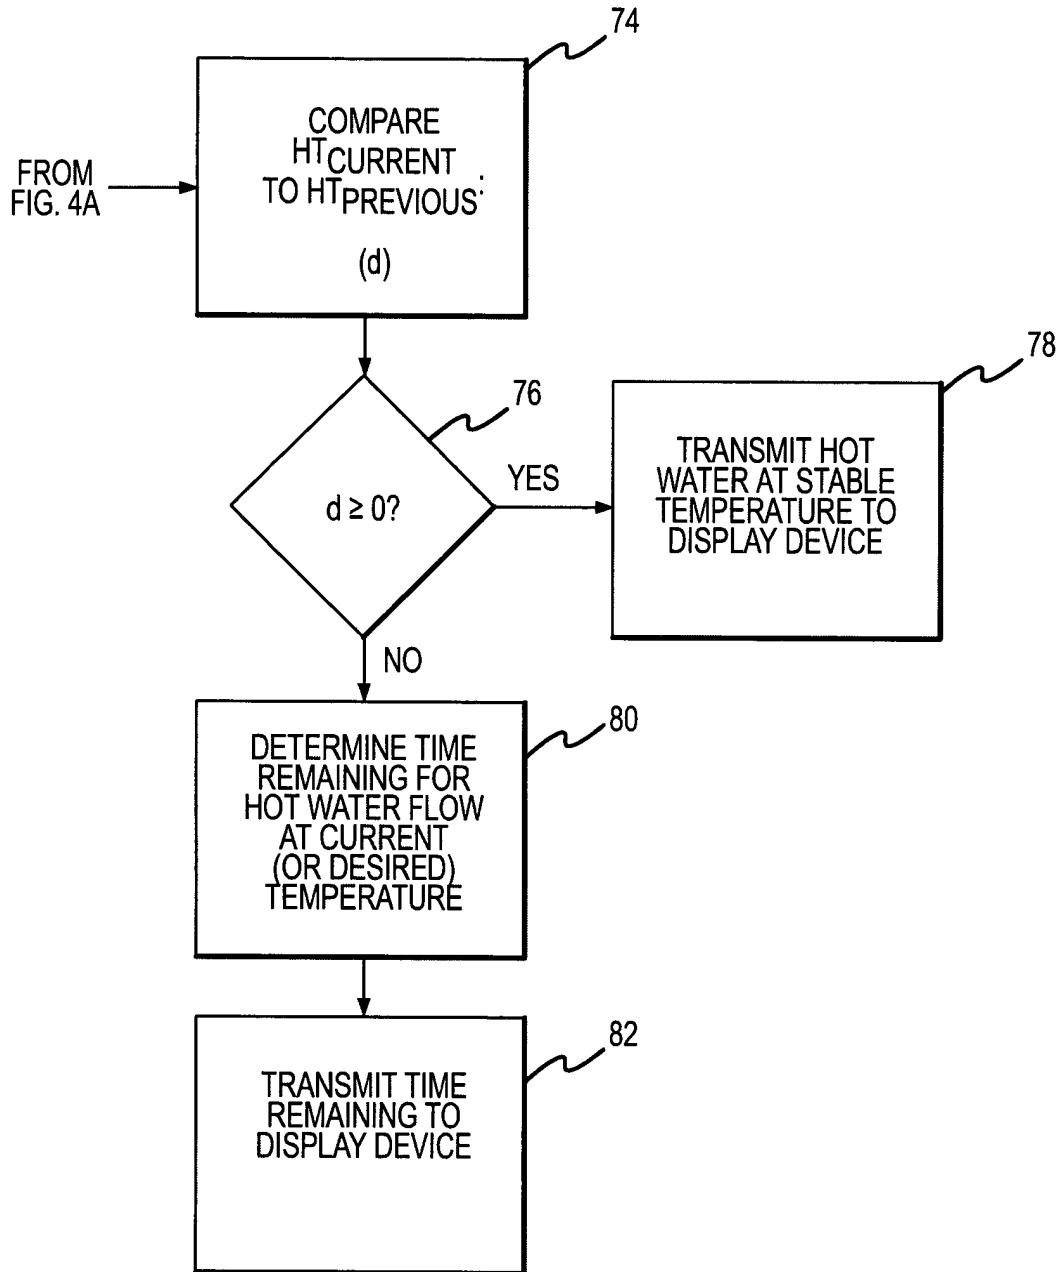 74
COMPARE
HTCURRENT
TO HTPREVIOUS:
(d)
FROM
FIG. 4A
76
d ≥ 0?
YES
78
TRANSMIT HOT
WATER AT STABLE
TEMPERATURE TO
DISPLAY DEVICE
NO
80
DETERMINE TIME
REMAINING FOR
HOT WATER FLOW
AT CURRENT
(OR DESIRED)
TEMPERATURE
82
TRANSMIT TIME
REMAINING TO
DISPLAY DEVICE